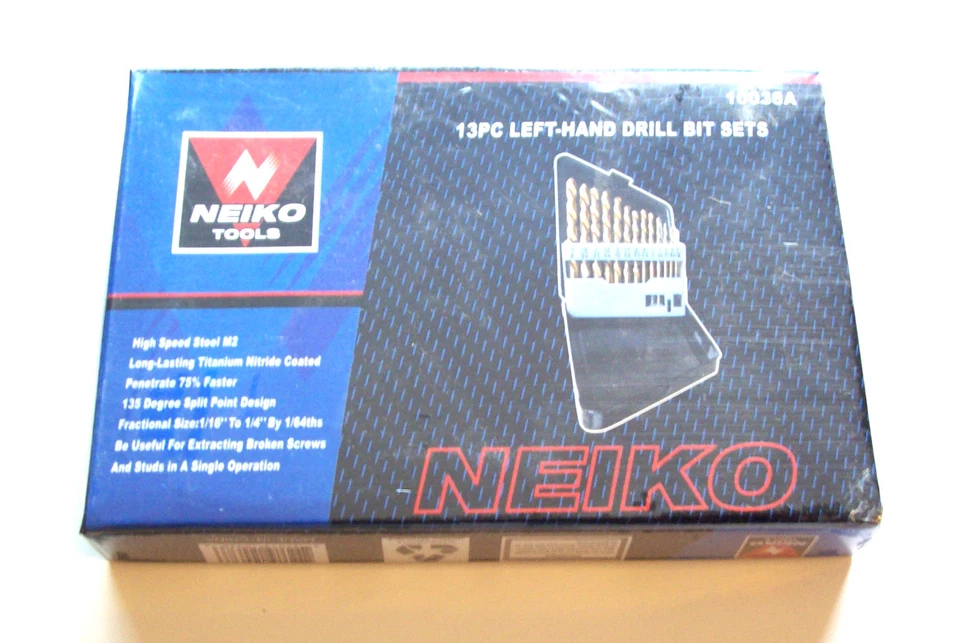 NEIKO
TOOLS
13PC LEFT-HAND DRILL BIT SETS
High Speed Steel M2
Long-Lasting Titanium Nitride Coated
Penetrate 75% Faster
135 Degree Split Point Design
Fractional Size:1/16" To 1/4" By 1/64ths
Be Useful For Extracting Broken Screws
And Studs in A Single Operation
NEIKO